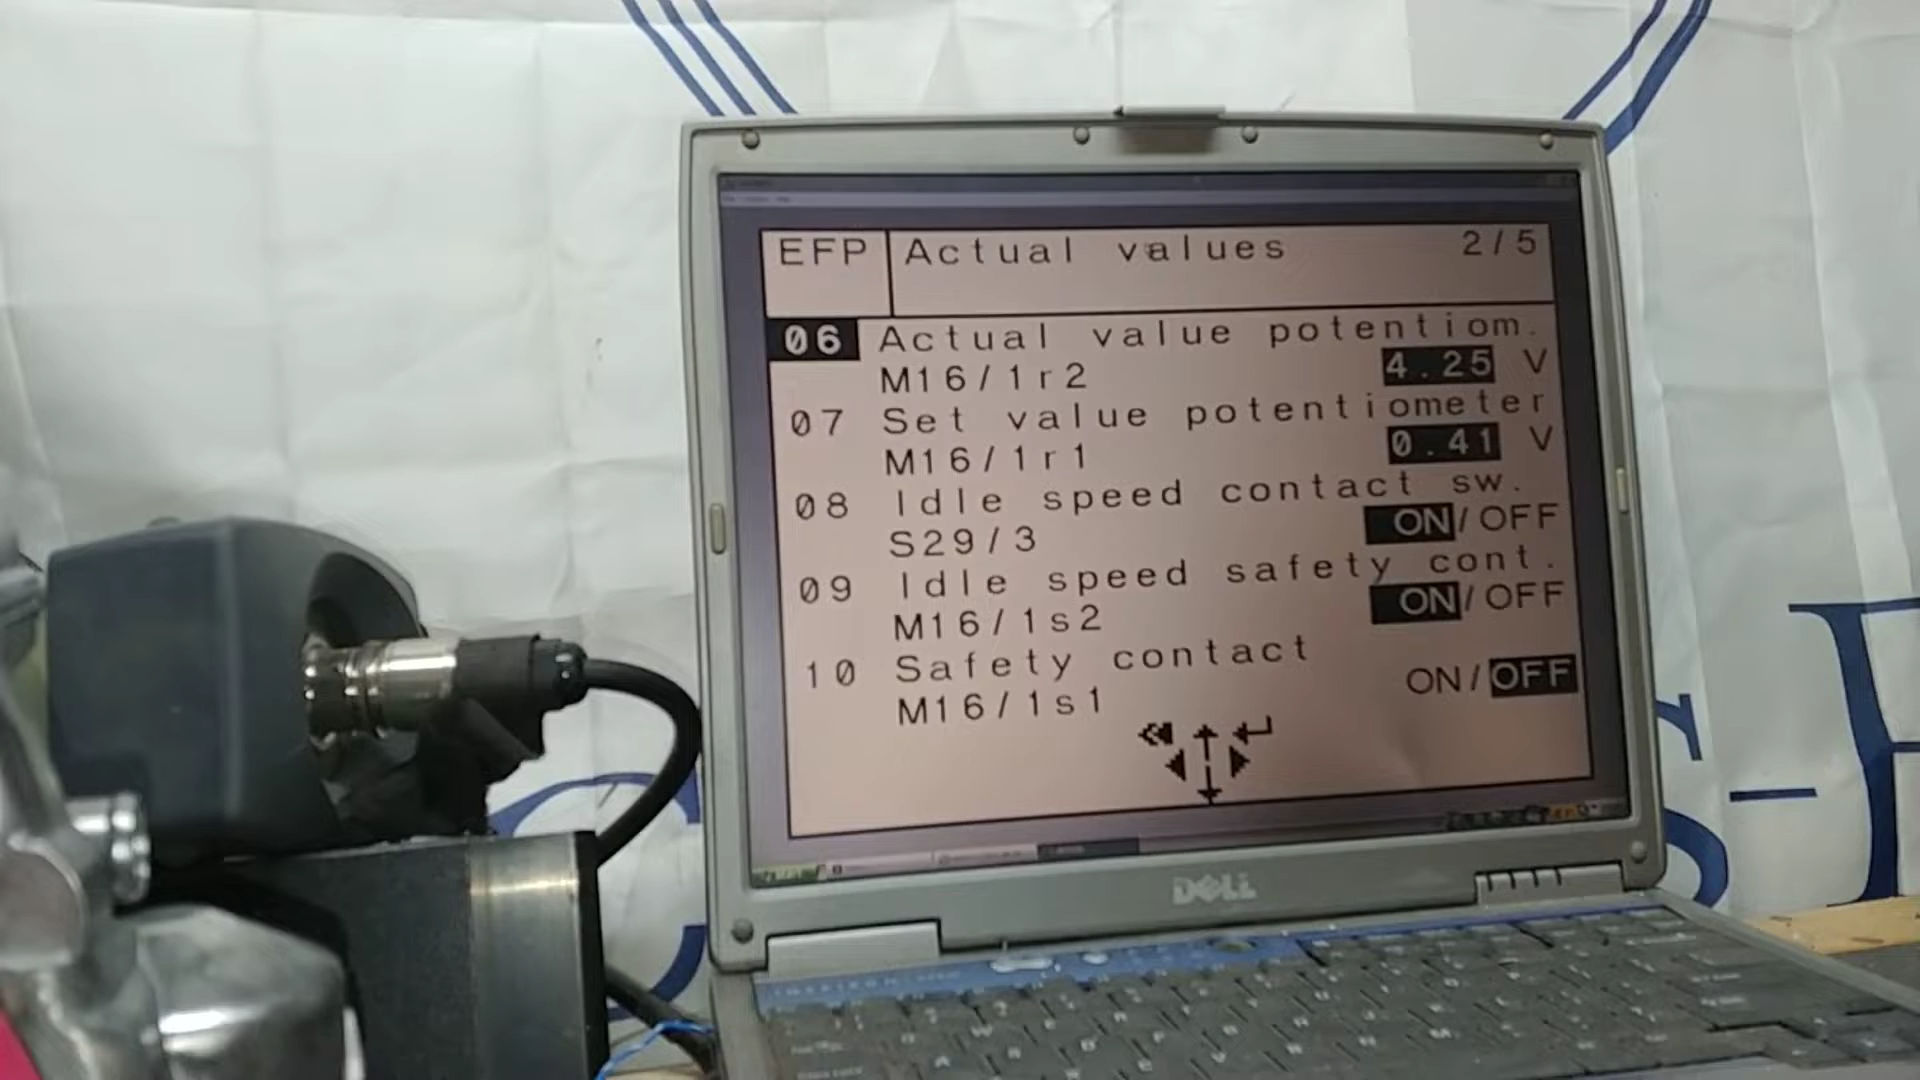 EFP Actual values 2/5
06 Actual value potentiom.
M16/1r2 4.25 V
07 Set value potentiometer
M16/1r1 0.41 V
08 Idle speed contact sw.
S29/3 ON/OFF
09 Idle speed safety cont.
M16/1s2 ON/OFF
10 Safety contact
M16/1s1 ON/OFF
DELL